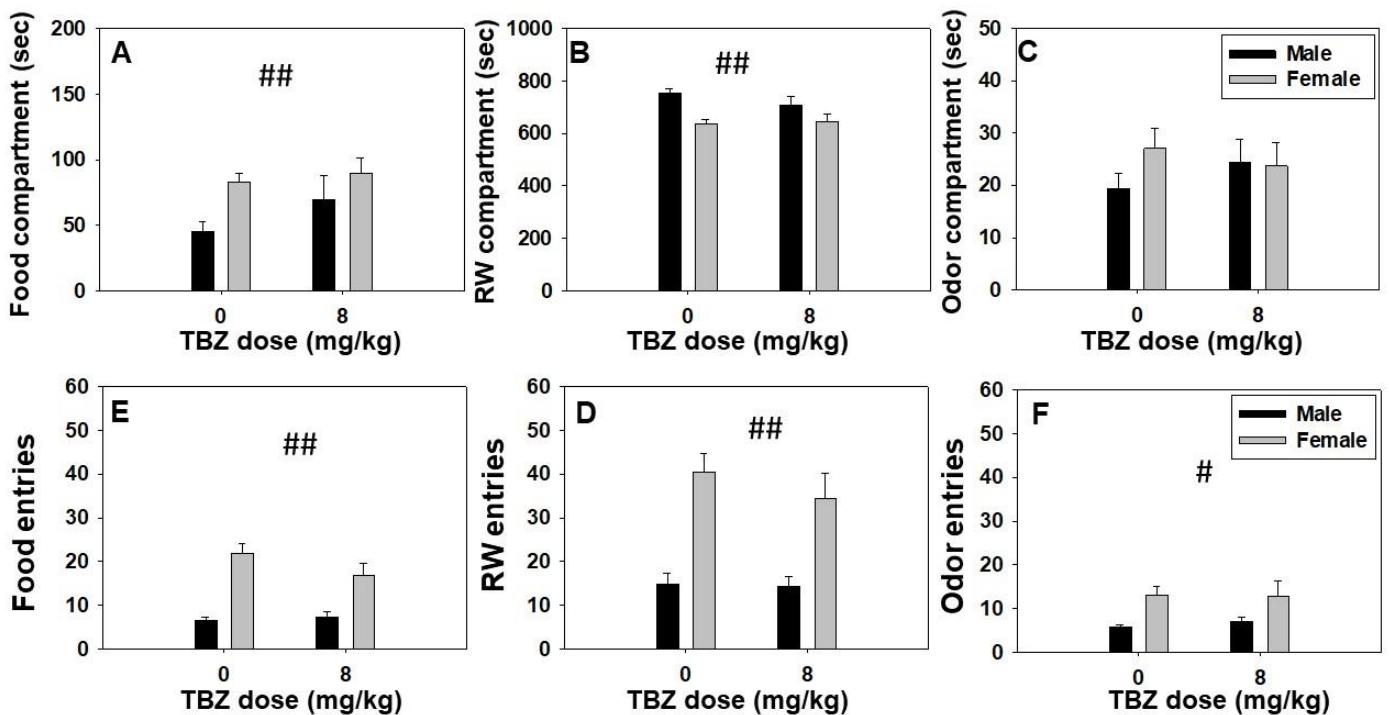 A
##
Food compartment (sec)
200
150
100
50
0
0
8
TBZ dose (mg/kg)
B
##
RW compartment (sec)
1000
800
600
400
200
0
0
8
TBZ dose (mg/kg)
C
Male
Female
Odor compartment (sec)
50
40
30
20
10
0
0
8
TBZ dose (mg/kg)
E
##
Food entries
60
50
40
30
20
10
0
0
8
TBZ dose (mg/kg)
D
##
RW entries
60
50
40
30
20
10
0
0
8
TBZ dose (mg/kg)
F
Male
Female
#
Odor entries
60
50
40
30
20
10
0
0
8
TBZ dose (mg/kg)